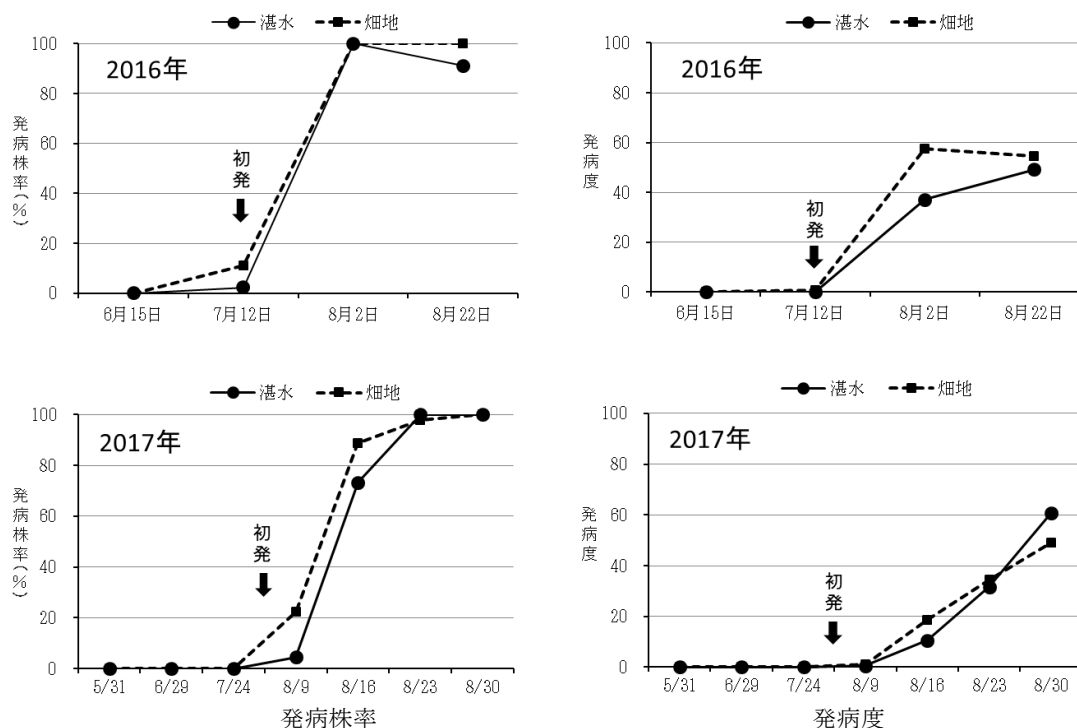 湛水 畑地
2016年
発病株率(%)
100
80
60
40
20
0
初発
6月15日 7月12日 8月2日 8月22日
湛水 畑地
2016年
発病度
100
80
60
40
20
0
初発
6月15日 7月12日 8月2日 8月22日
湛水 畑地
2017年
発病株率(%)
100
80
60
40
20
0
初発
5/31 6/29 7/24 8/9 8/16 8/23 8/30
発病株率
湛水 畑地
2017年
発病度
100
80
60
40
20
0
初発
5/31 6/29 7/24 8/9 8/16 8/23 8/30
発病度